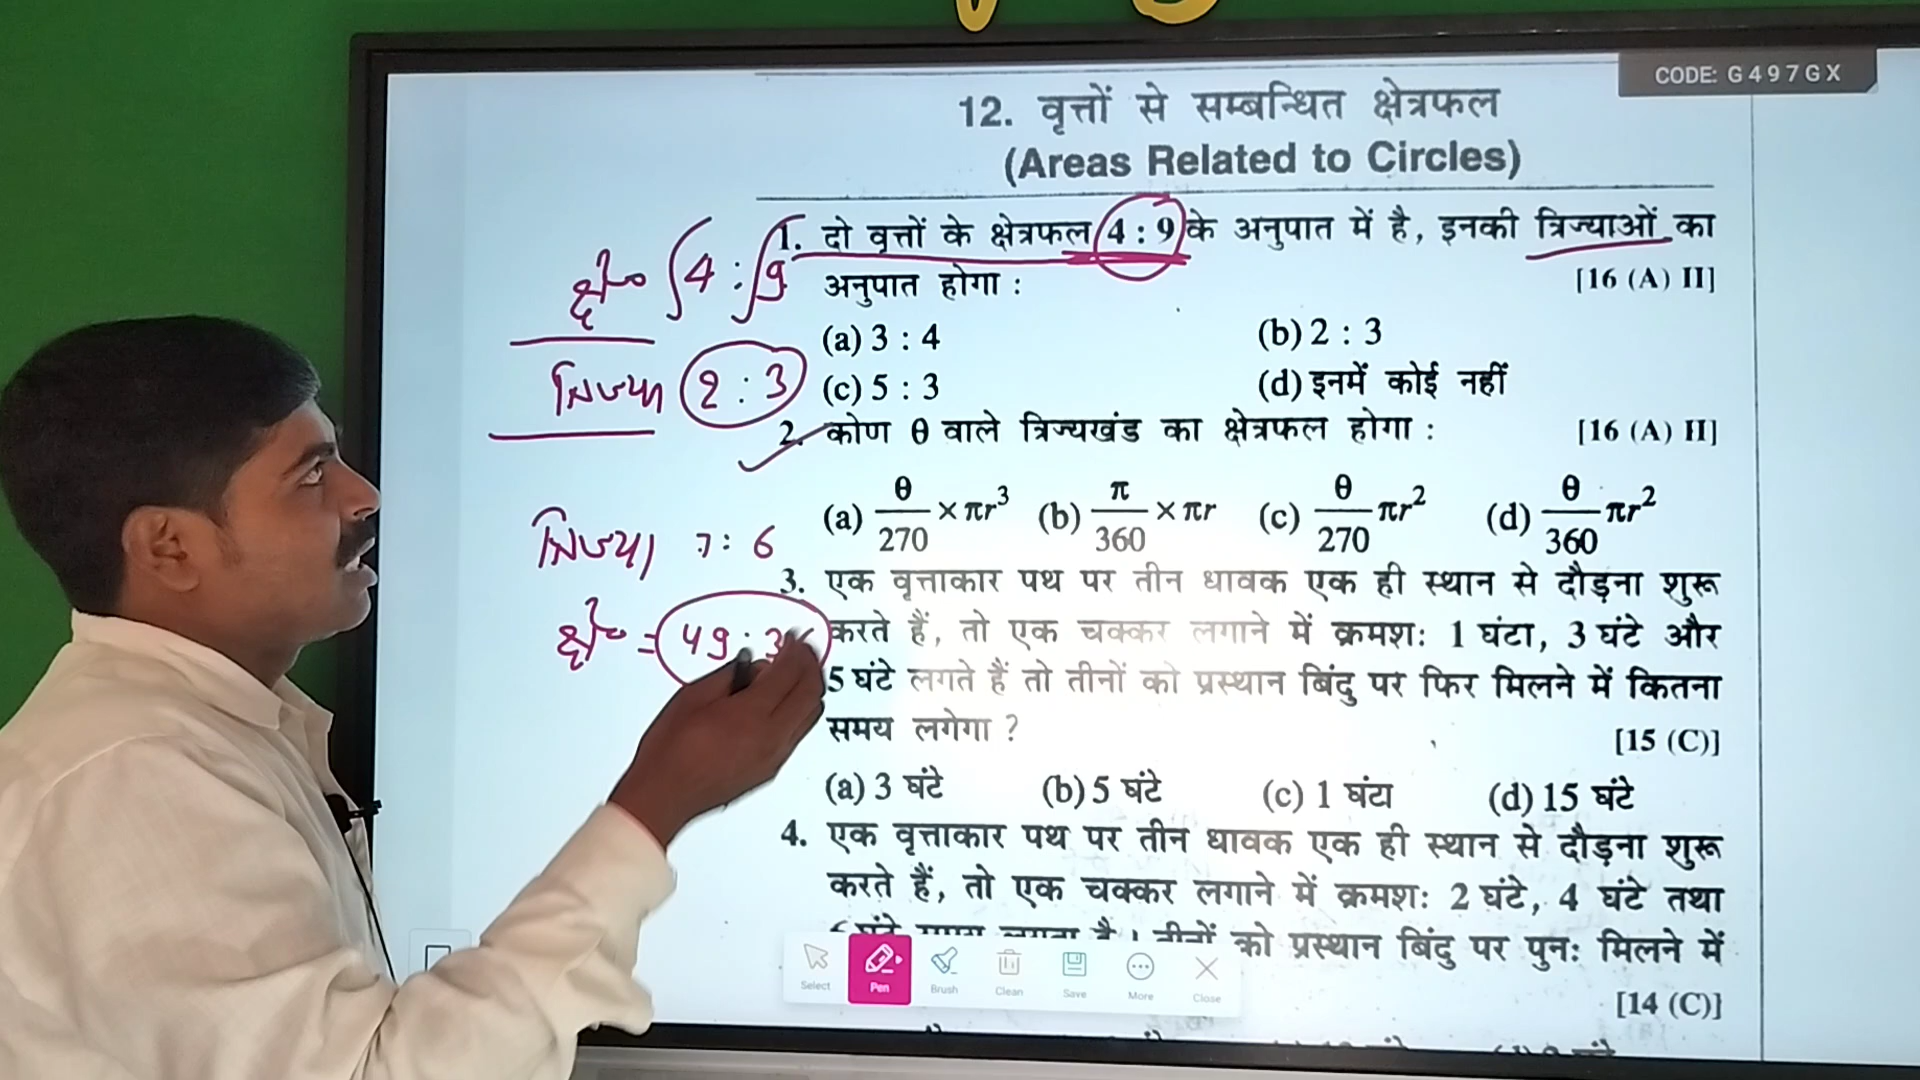 CODE: G497GX
12. वृत्तों से सम्बन्धित क्षेत्रफल
(Areas Related to Circles)
1. दो वृत्तों के क्षेत्रफल 4 : 9 के अनुपात में है, इनकी त्रिज्याओं का
अनुपात होगा : [16 (A) II]
(a) 3 : 4 (b) 2 : 3
(c) 5 : 3 (d) इनमें कोई नहीं
2. कोण θ वाले त्रिज्यखंड का क्षेत्रफल होगा : [16 (A) II]
(a) θ/270 × πr³ (b) π/360 × πr (c) θ/270 πr² (d) θ/360 πr²
3. एक वृत्ताकार पथ पर तीन धावक एक ही स्थान से दौड़ना शुरू
करते हैं, तो एक चक्कर लगाने में क्रमशः 1 घंटा, 3 घंटे और
5 घंटे लगते हैं तो तीनों को प्रस्थान बिंदु पर फिर मिलने में कितना
समय लगेगा ? [15 (C)]
(a) 3 घंटे (b) 5 घंटे (c) 1 घंटा (d) 15 घंटे
4. एक वृत्ताकार पथ पर तीन धावक एक ही स्थान से दौड़ना शुरू
करते हैं, तो एक चक्कर लगाने में क्रमशः 2 घंटे, 4 घंटे तथा
को प्रस्थान बिंदु पर पुनः मिलने में
[14 (C)]
क्षे० √4 : √9
त्रिज्या 2 : 3
त्रिज्या 7 : 6
क्षे० = 49 :
Select Pen Brush Clean Save More Close